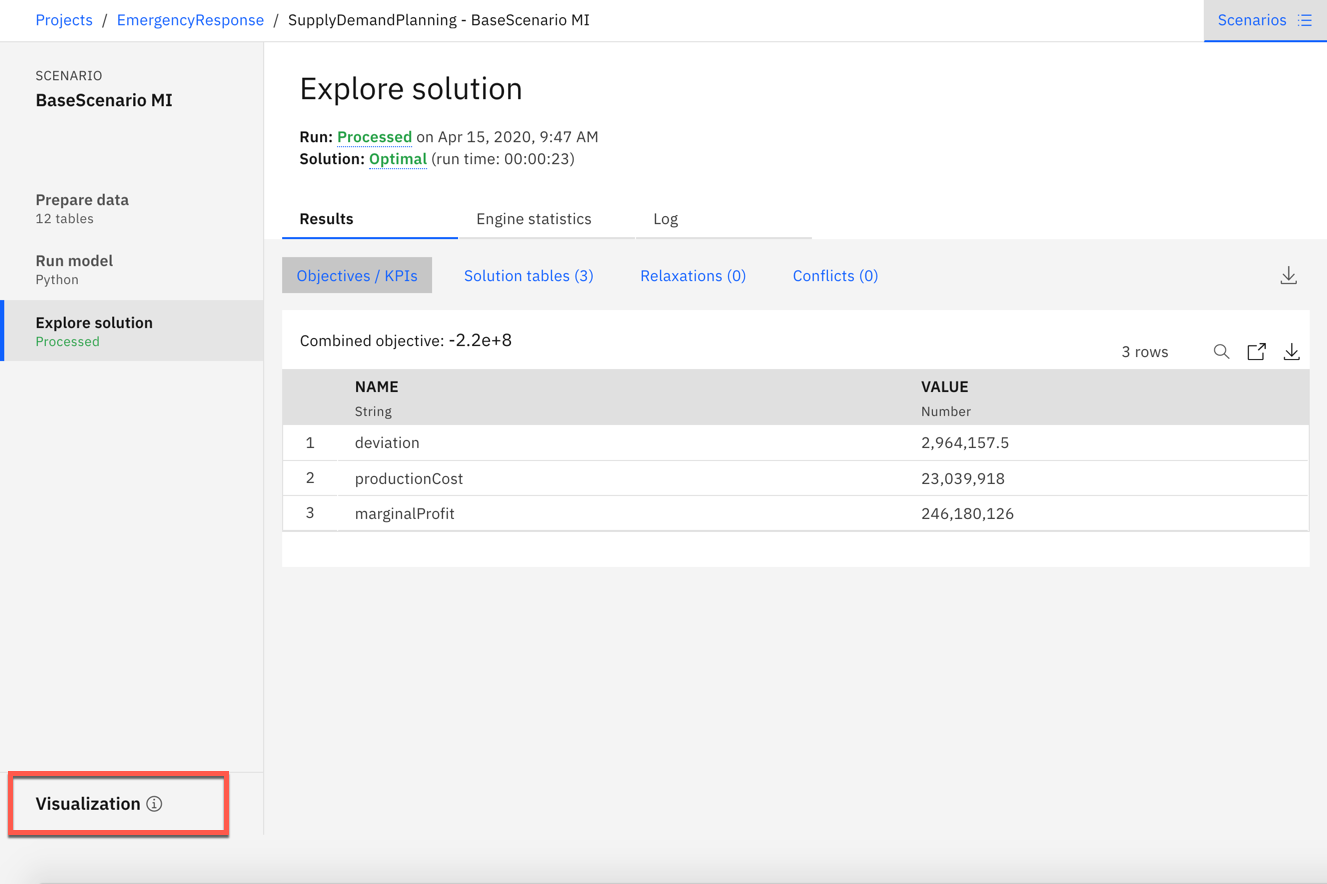 Projects / EmergencyResponse / SupplyDemandPlanning - BaseScenario MI
Scenarios
SCENARIO
BaseScenario MI
Prepare data
12 tables
Run model
Python
Explore solution
Processed
Visualization
Explore solution
Run: Processed on Apr 15, 2020, 9:47 AM
Solution: Optimal (run time: 00:00:23)
Results Engine statistics Log
Objectives / KPIs Solution tables (3) Relaxations (0) Conflicts (0)
Combined objective: -2.2e+8
3 rows
NAME VALUE
String Number
1 deviation 2,964,157.5
2 productionCost 23,039,918
3 marginalProfit 246,180,126